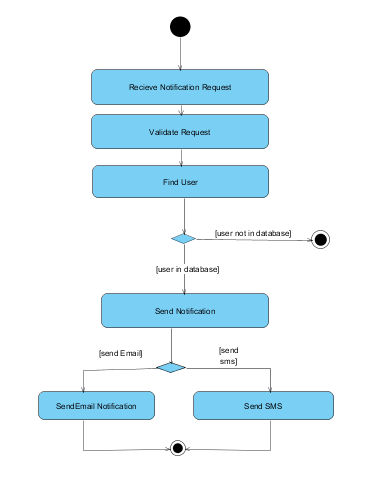 Recieve Notification Request
Validate Request
Find User
[user not in database]
[user in database]
Send Notification
[send Email]
[send
sms]
SendEmail Notification
Send SMS